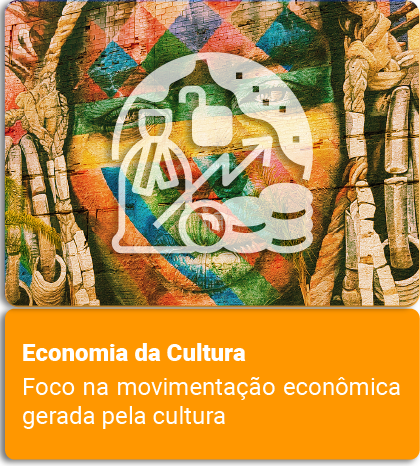 Economia da Cultura
Foco na movimentação econômica
gerada pela cultura